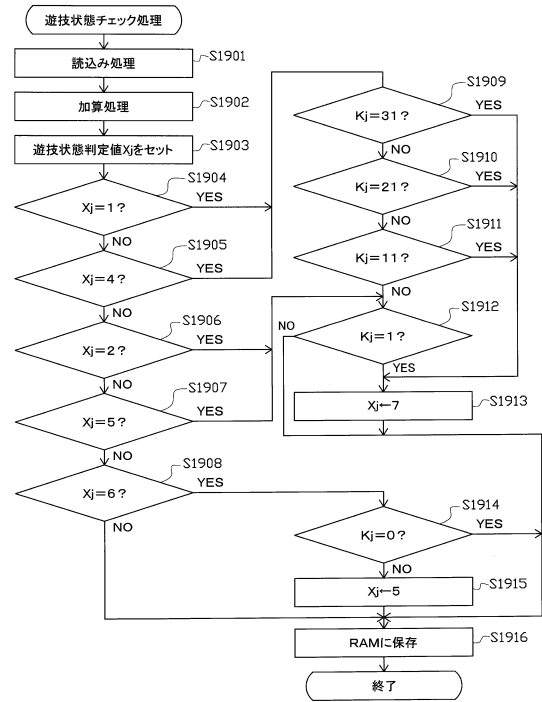 遊技状態チェック処理
読込み処理
S1901
加算処理
S1902
遊技状態判定値Xjをセット
S1903
S1904
Xj=1?
YES
NO
S1905
Xj=4?
YES
NO
S1906
Xj=2?
YES
NO
S1907
Xj=5?
YES
NO
S1908
Xj=6?
YES
NO
S1909
Kj=31?
YES
NO
S1910
Kj=21?
YES
NO
S1911
Kj=11?
YES
NO
S1912
NO
Kj=1?
YES
Xj←7
S1913
S1914
Kj=0?
YES
NO
Xj←5
S1915
RAMに保存
S1916
終了